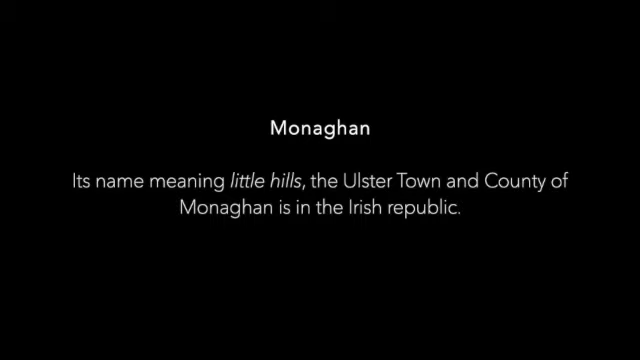 Monaghan
Its name meaning little hills, the Ulster Town and County of
Monaghan is in the Irish republic.